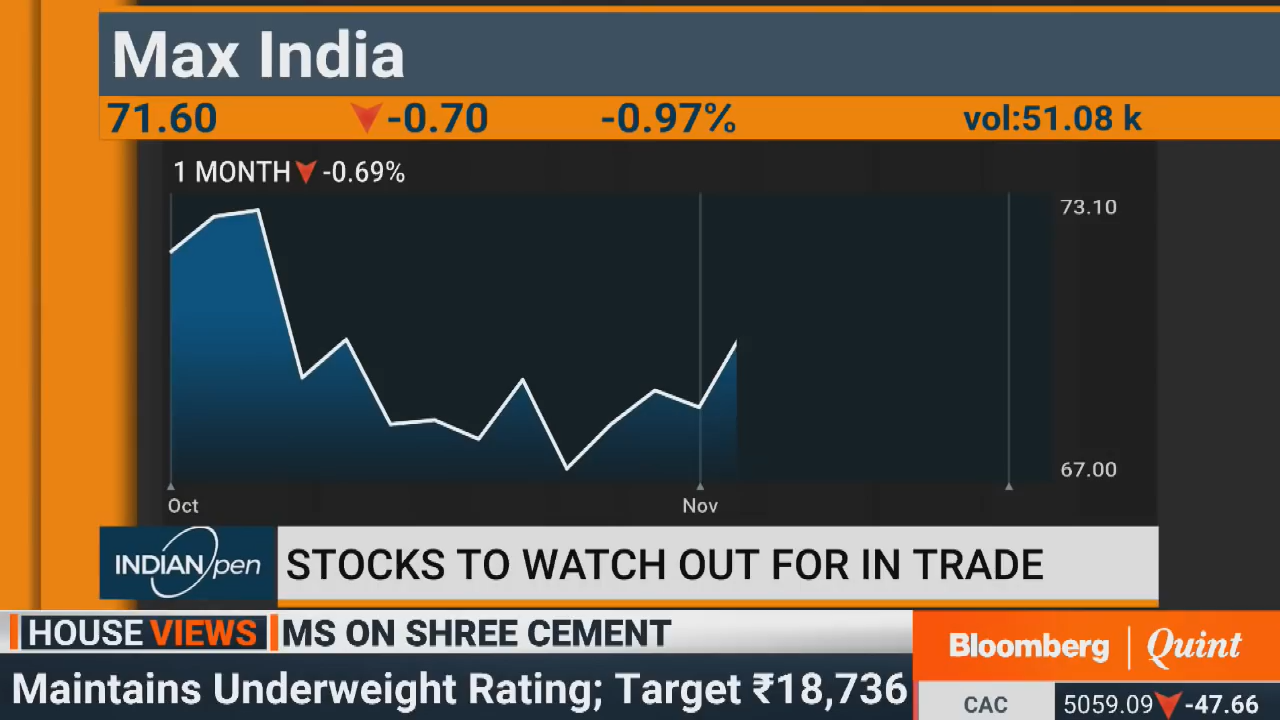 Max India
71.60 -0.70 -0.97% vol:51.08 k
1 MONTH -0.69%
73.10
67.00
Oct Nov
INDIAN pen STOCKS TO WATCH OUT FOR IN TRADE
HOUSE VIEWS MS ON SHREE CEMENT
Maintains Underweight Rating; Target ₹18,736
Bloomberg Quint
CAC 5059.09 -47.66